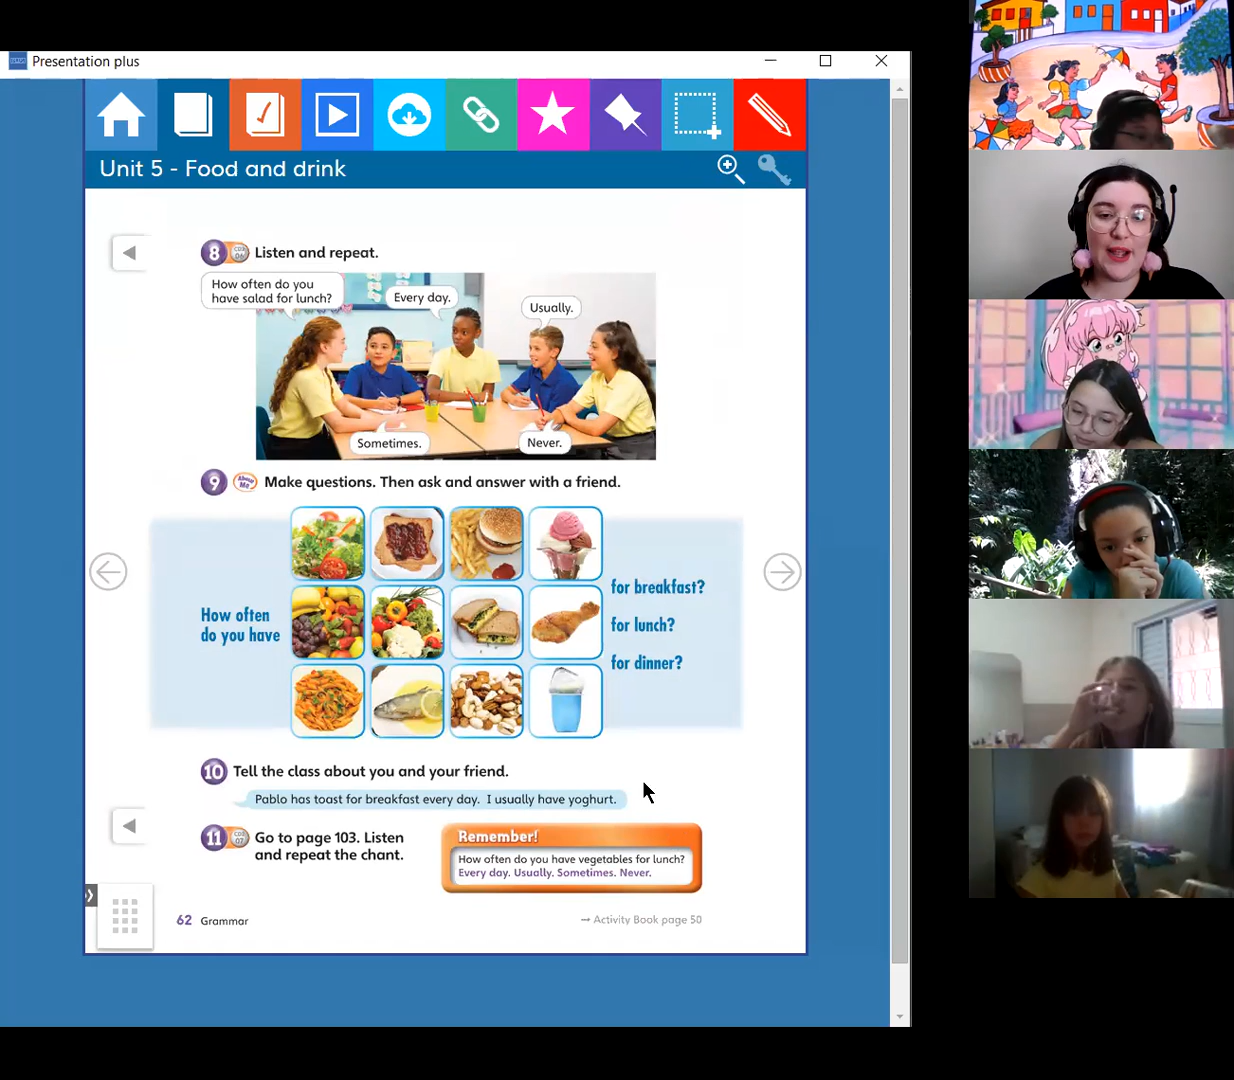 Presentation plus
Unit 5 - Food and drink
8 Listen and repeat.
How often do you
have salad for lunch?
Every day.
Usually.
Sometimes.
Never.
9 About Me Make questions. Then ask and answer with a friend.
How often
do you have
for breakfast?
for lunch?
for dinner?
10 Tell the class about you and your friend.
Pablo has toast for breakfast every day. I usually have yoghurt.
11 Go to page 103. Listen
and repeat the chant.
Remember!
How often do you have vegetables for lunch?
Every day. Usually. Sometimes. Never.
62 Grammar
→ Activity Book page 50